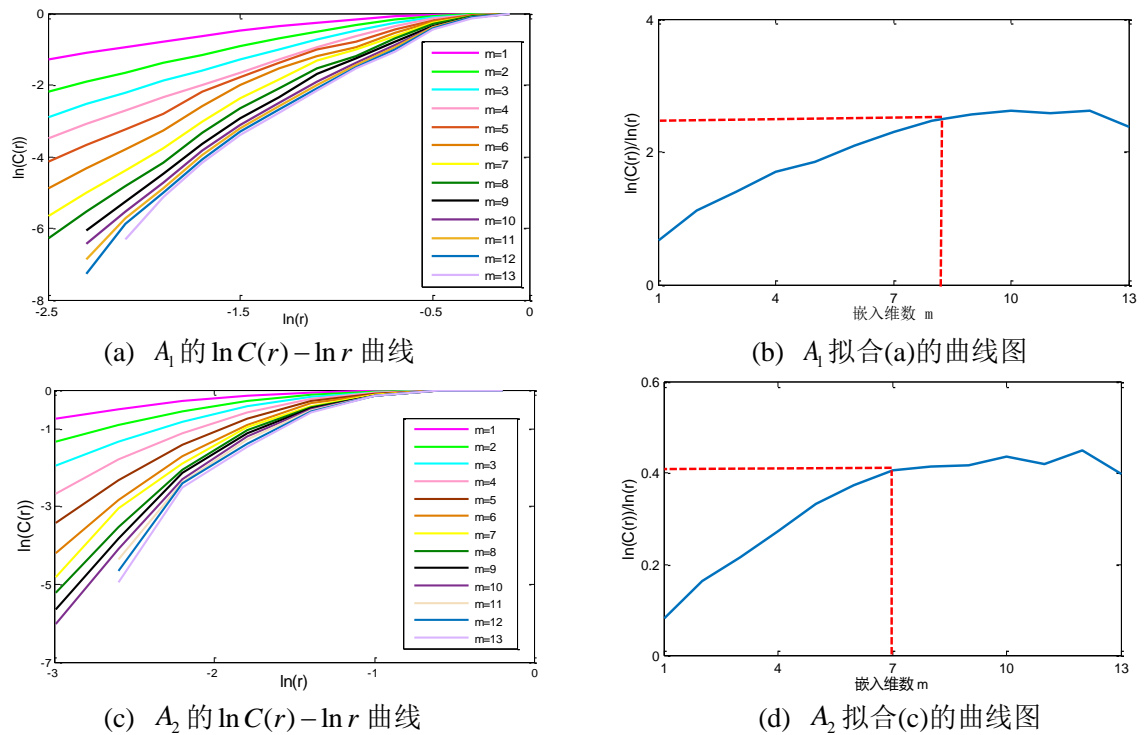 0
-2
-4
-6
-8
ln(C(r))
-2.5
-1.5
-0.5
0
ln(r)
m=1
m=2
m=3
m=4
m=5
m=6
m=7
m=8
m=9
m=10
m=11
m=12
m=13
(a) A₁ 的 ln C(r) – ln r 曲线
4
2
0
ln(C(r))/ln(r)
1
4
7
10
13
嵌入维数 m
(b) A₁ 拟合(a)的曲线图
0
-1
-3
-5
-7
ln(C(r))
-3
-2
-1
0
ln(r)
m=1
m=2
m=3
m=4
m=5
m=6
m=7
m=8
m=9
m=10
m=11
m=12
m=13
(c) A₂ 的 ln C(r) – ln r 曲线
0.6
0.4
0.2
0
ln(C(r))/ln(r)
1
4
7
10
13
嵌入维数 m
(d) A₂ 拟合(c)的曲线图